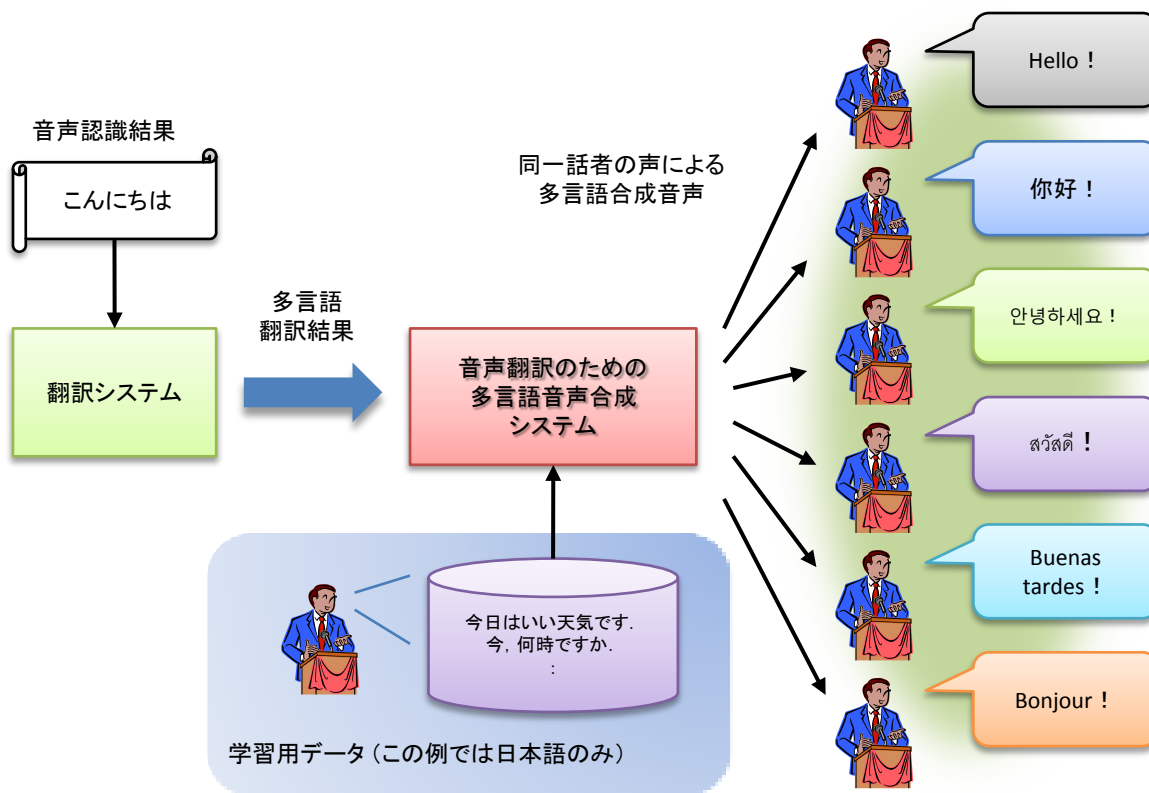 音声認識結果
こんにちは
翻訳システム
多言語
翻訳結果
音声翻訳のための
多言語音声合成
システム
今日はいい天気です.
今, 何時ですか.
:
学習用データ（この例では日本語のみ）
同一話者の声による
多言語合成音声
Hello！
你好！
안녕하세요！
สวัสดี！
Buenas
tardes！
Bonjour！